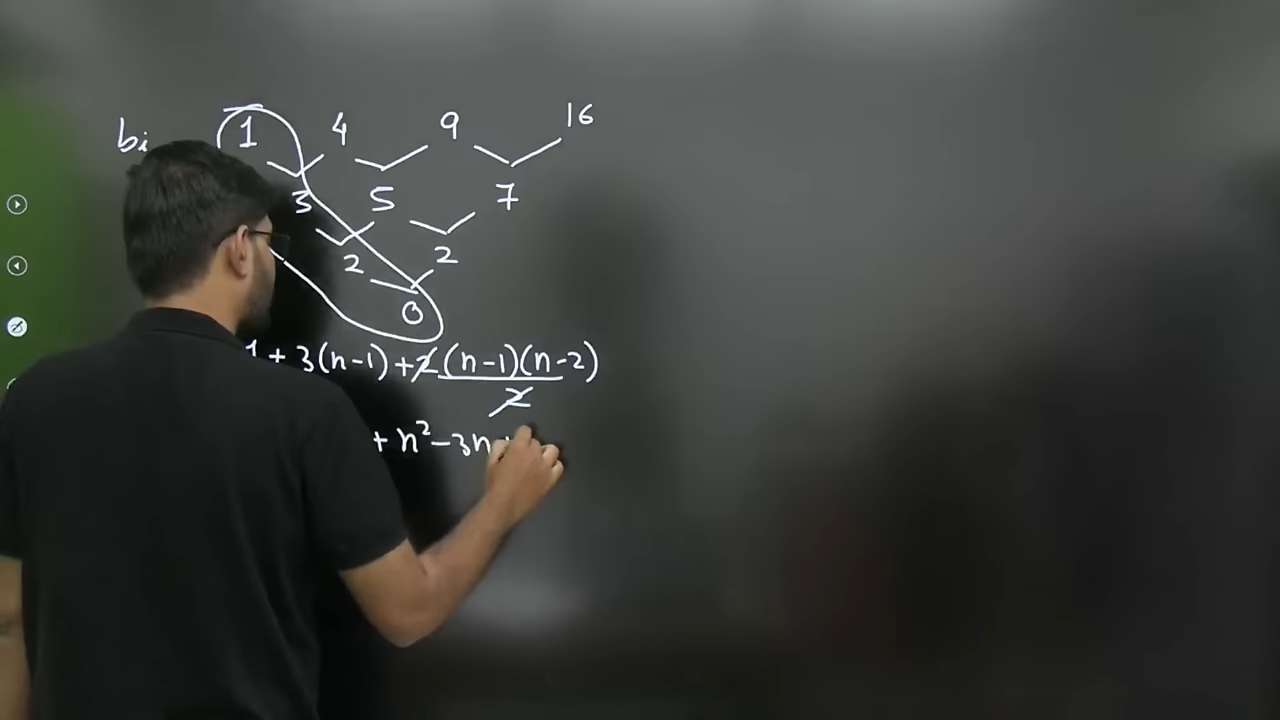 bi 1 4 9 16
3 5 7
2 2
0
1 + 3(n-1) + 2(n-1)(n-2)
2
+ n² - 3n